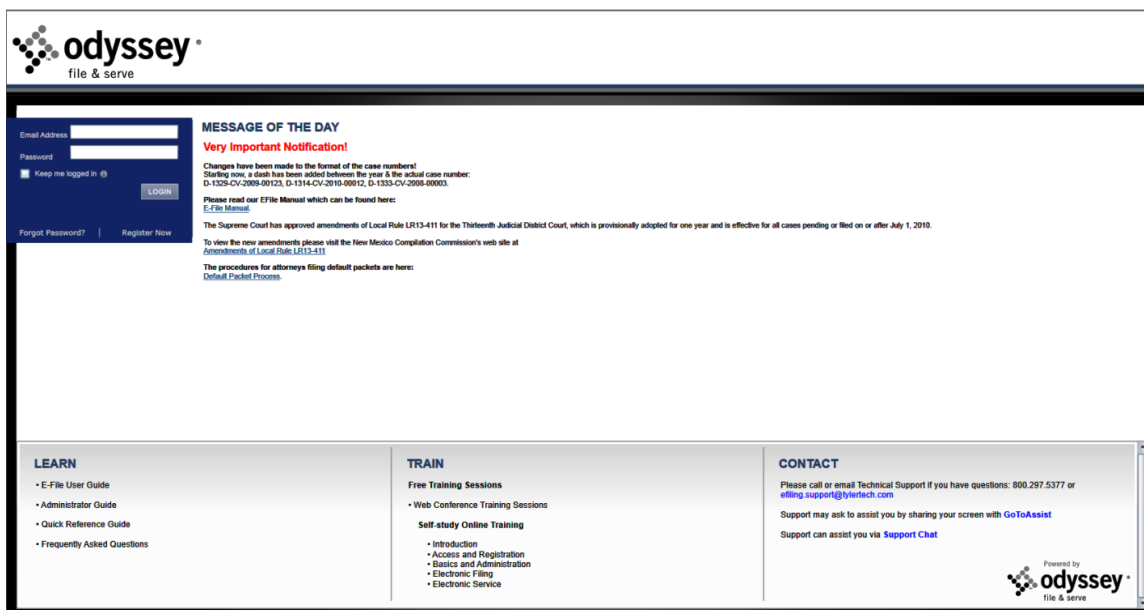 odyssey
file & serve
Email Address
Password
Keep me logged in
LOGIN
Forgot Password? | Register Now
MESSAGE OF THE DAY
Very Important Notification!
Changes have been made to the format of the case numbers!
Starting now, a dash has been added between the year & the actual case number:
D-1329-CV-2009-00123, D-1314-CV-2010-00012, D-1333-CV-2008-00003.
Please read our EFile Manual which can be found here:
E-File Manual.
The Supreme Court has approved amendments of Local Rule LR13-411 for the Thirteenth Judicial District Court, which is provisionally adopted for one year and is effective for all cases pending or filed on or after July 1, 2010.
To view the new amendments please visit the New Mexico Compilation Commission's web site at
Amendments of Local Rule LR13-411
The procedures for attorneys filing default packets are here:
Default Packet Process.
LEARN
• E-File User Guide
• Administrator Guide
• Quick Reference Guide
• Frequently Asked Questions
TRAIN
Free Training Sessions
• Web Conference Training Sessions
Self-study Online Training
• Introduction
• Access and Registration
• Basics and Administration
• Electronic Filing
• Electronic Service
CONTACT
Please call or email Technical Support if you have questions: 800.297.5377 or
efiling.support@tylertech.com
Support may ask to assist you by sharing your screen with GoToAssist
Support can assist you via Support Chat
Powered by
odyssey
file & serve